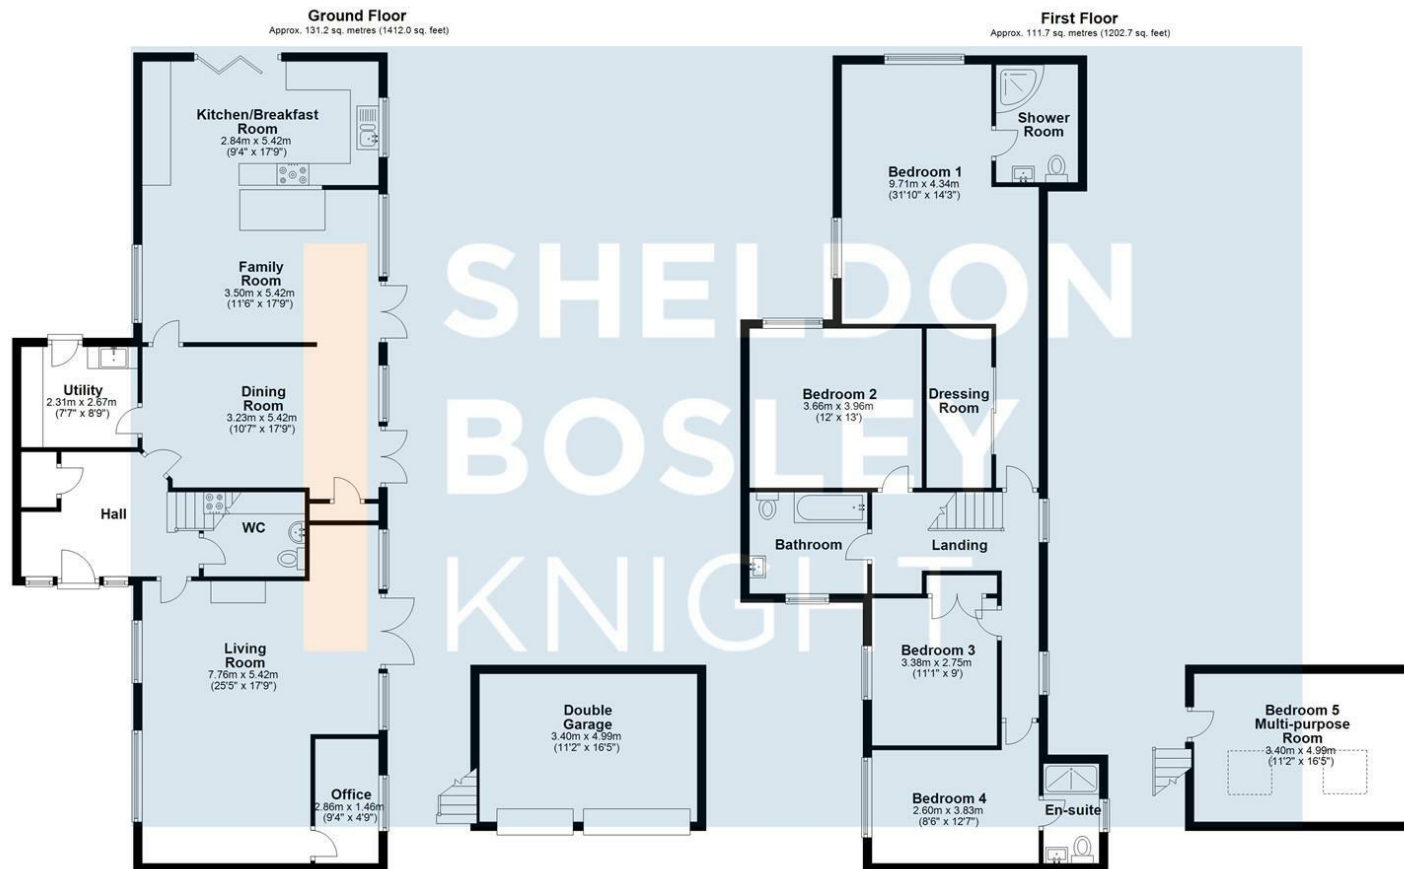 Ground Floor
Approx. 131.2 sq. metres (1412.0 sq. feet)
Kitchen/Breakfast
Room
2.84m x 5.42m
(9'4" x 17'9")
Family
Room
3.50m x 5.42m
(11'6" x 17'9")
Utility
2.31m x 2.67m
(7'7" x 8'9")
Dining
Room
3.23m x 5.42m
(10'7" x 17'9")
Hall
WC
Living
Room
7.76m x 5.42m
(25'5" x 17'9")
Office
2.86m x 1.46m
(9'4" x 4'9")
Double
Garage
3.40m x 4.99m
(11'2" x 16'5")
SHELDON
BOSLEY
KNIGHT
First Floor
Approx. 111.7 sq. metres (1202.7 sq. feet)
Shower
Room
Bedroom 1
9.71m x 4.34m
(31'10" x 14'3")
Bedroom 2
3.66m x 3.96m
(12' x 13')
Dressing
Room
Bathroom
Landing
Bedroom 3
3.38m x 2.75m
(11'1" x 9')
Bedroom 4
2.60m x 3.83m
(8'6" x 12'7")
En-suite
Bedroom 5
Multi-purpose
Room
3.40m x 4.99m
(11'2" x 16'5")